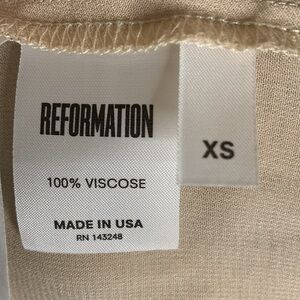 REFORMATION
XS
100% VISCOSE
MADE IN USA
RN 143248